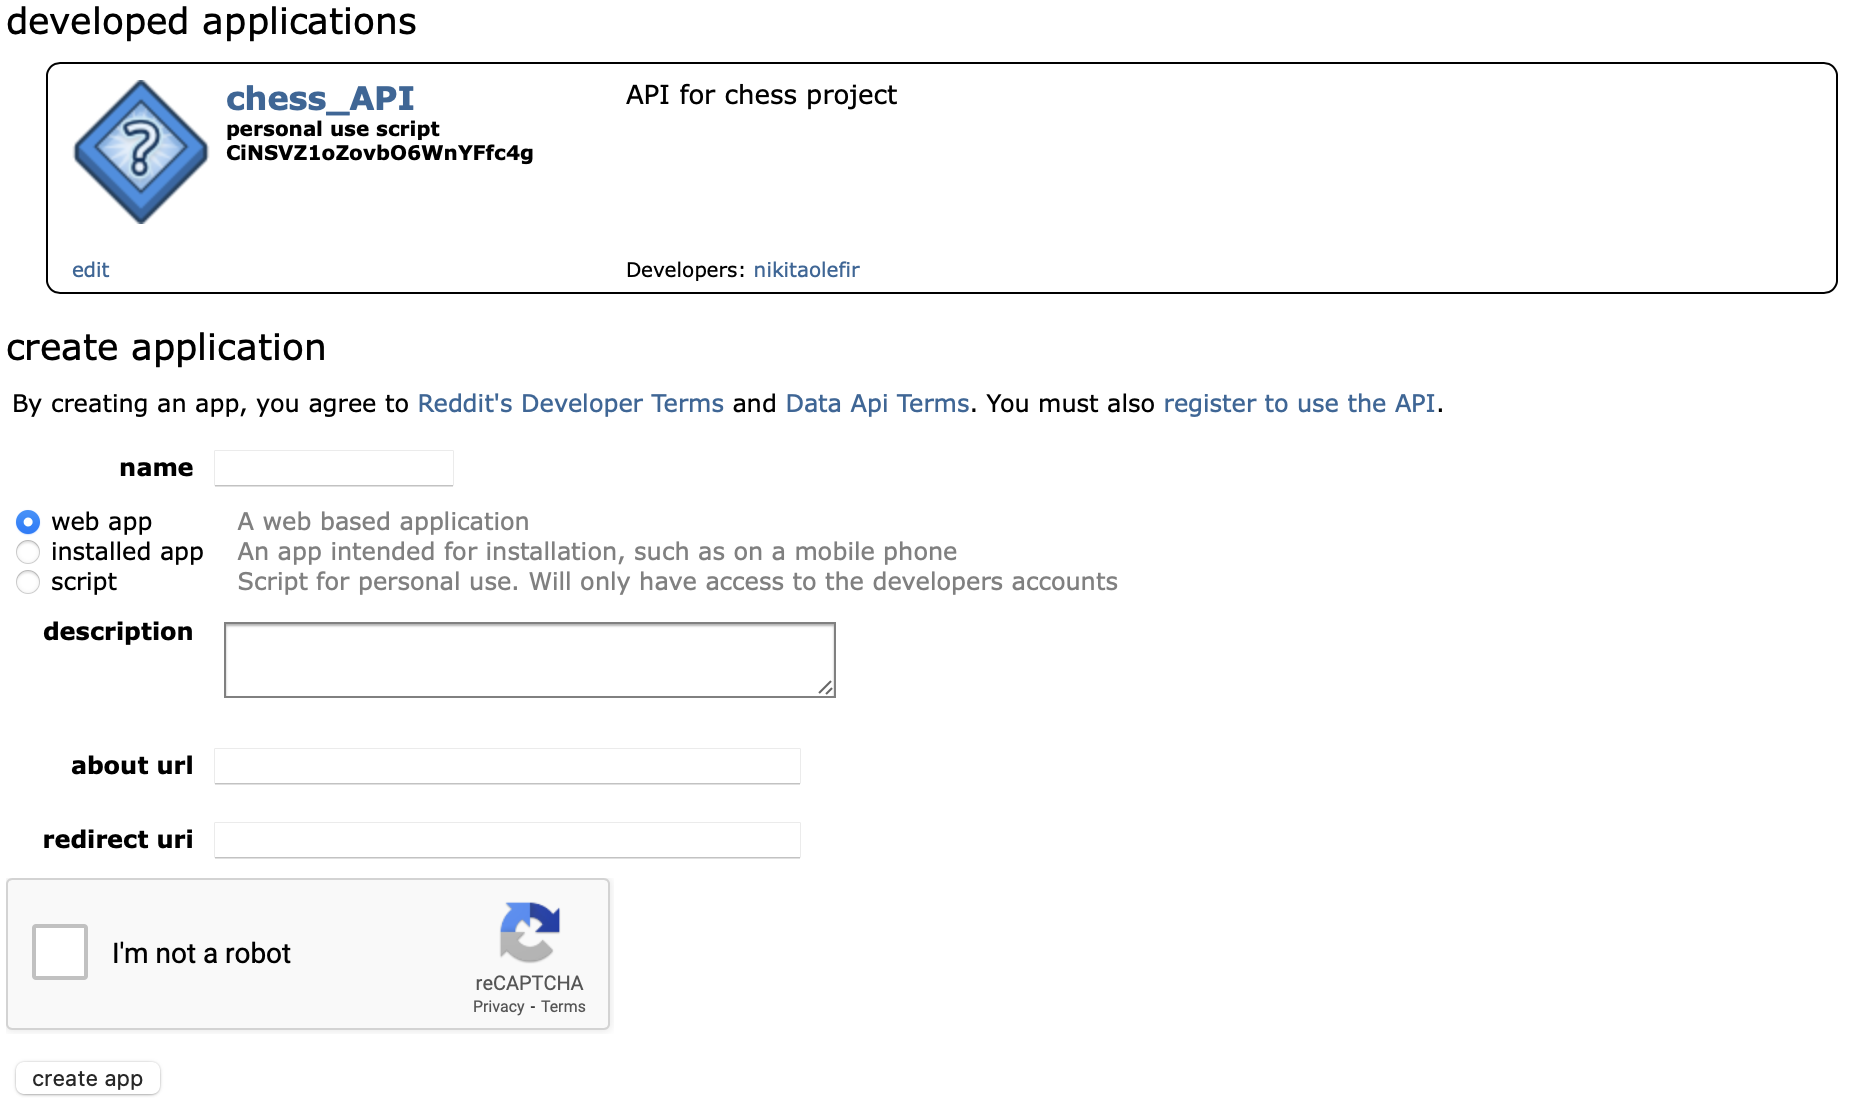 developed applications
chess_API
API for chess project
personal use script
CiNSVZ1oZovbO6WnYFfc4g
edit
Developers: nikitaolefir
create application
By creating an app, you agree to Reddit's Developer Terms and Data Api Terms. You must also register to use the API.
name
web app A web based application
installed app An app intended for installation, such as on a mobile phone
script Script for personal use. Will only have access to the developers accounts
description
about url
redirect uri
I'm not a robot
reCAPTCHA
Privacy - Terms
create app